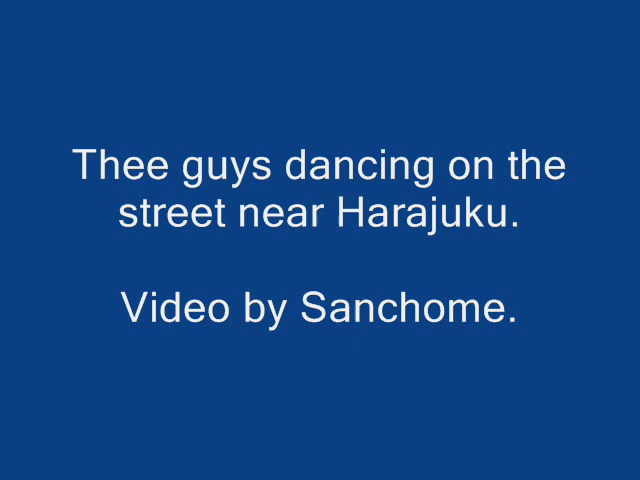 Thee guys dancing on the
street near Harajuku.
Video by Sanchome.